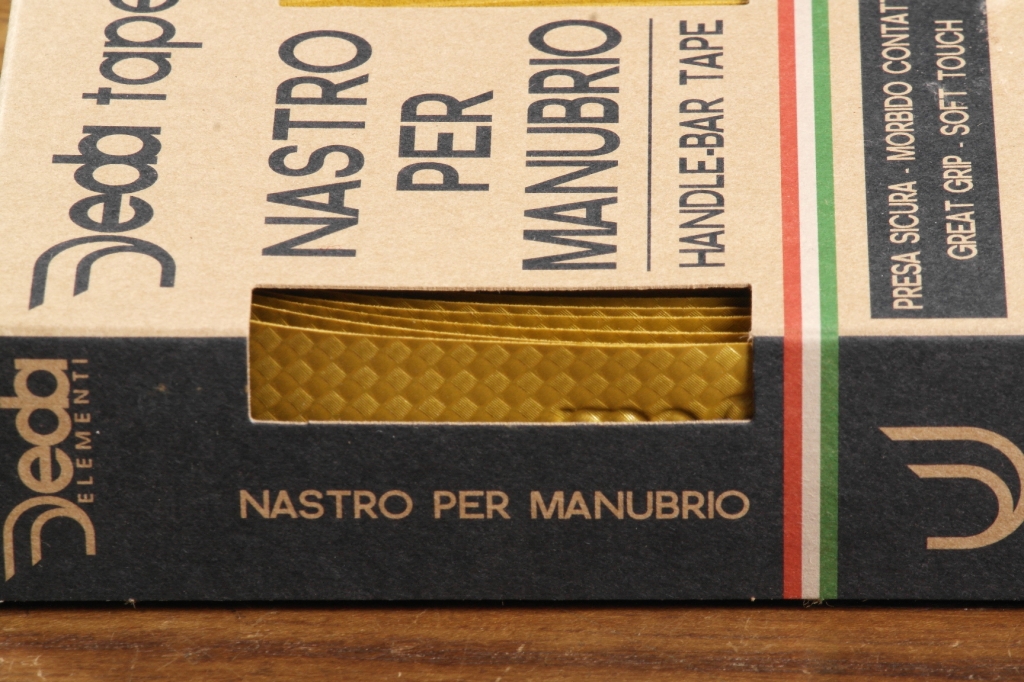 Deda tape
NASTRO
PER
MANUBRIO
HANDLE-BAR TAPE
PRESA SICURA - MORBIDO CONTAT
GREAT GRIP - SOFT TOUCH
Deda
ELEMENTI
NASTRO PER MANUBRIO